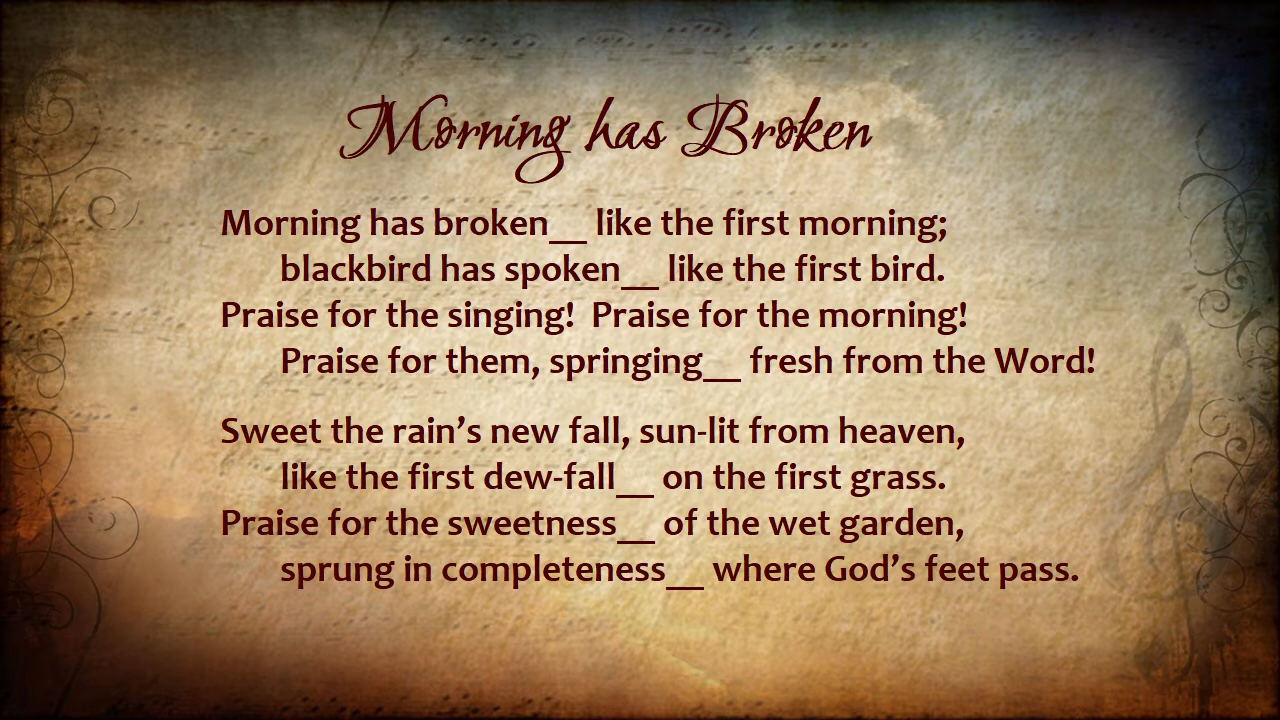 Morning has Broken
Morning has broken__ like the first morning;
blackbird has spoken__ like the first bird.
Praise for the singing!  Praise for the morning!
Praise for them, springing__ fresh from the Word!
Sweet the rain’s new fall, sun-lit from heaven,
like the first dew-fall__ on the first grass.
Praise for the sweetness__ of the wet garden,
sprung in completeness__ where God’s feet pass.